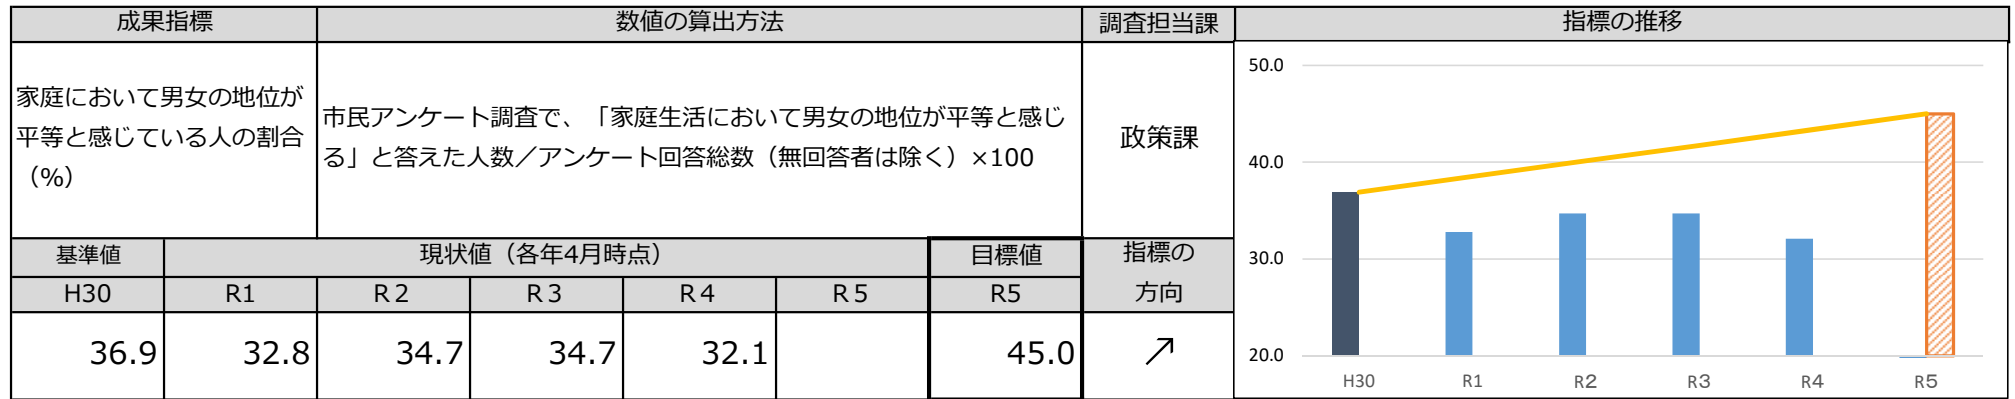 成果指標
数値の算出方法
調査担当課
指標の推移
家庭において男女の地位が
平等と感じている人の割合
（%）
市民アンケート調査で、「家庭生活において男女の地位が平等と感じ
る」と答えた人数／アンケート回答総数（無回答者は除く）×100
政策課
基準値
現状値（各年4月時点）
目標値
指標の
方向
H30
R1
R２
R３
R４
R５
R5
36.9
32.8
34.7
34.7
32.1
45.0
↗
50.0
40.0
30.0
20.0
H30
R1
R２
R３
R４
R５